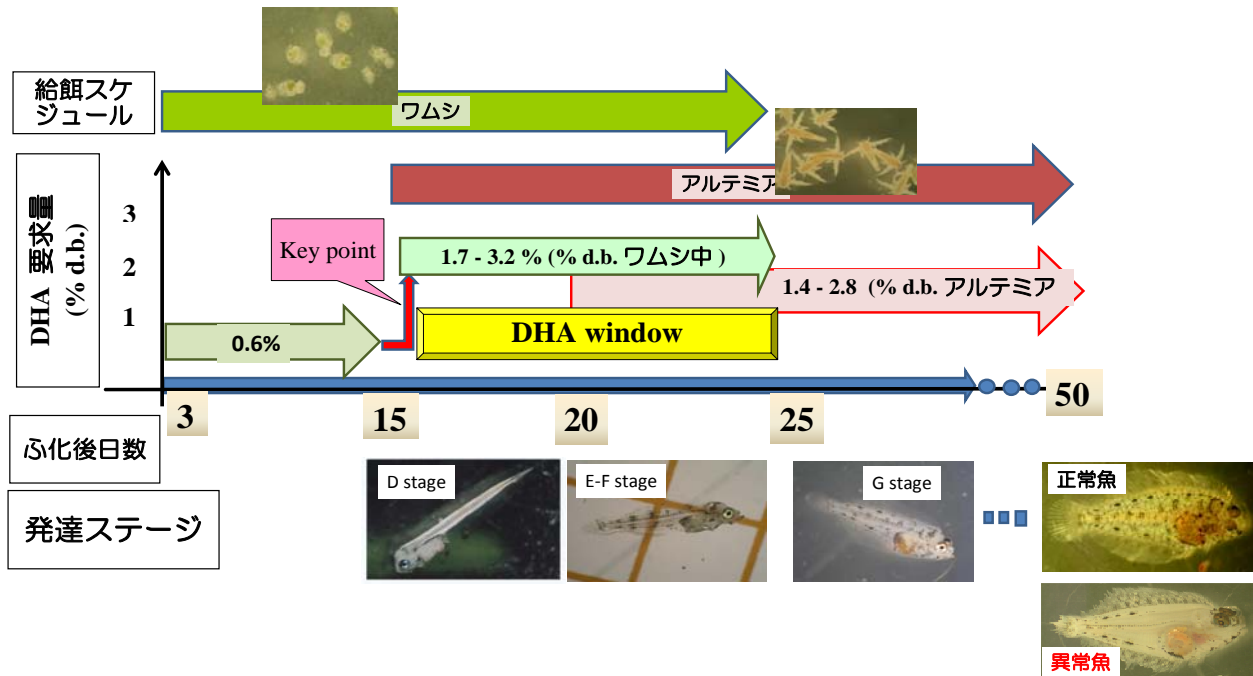 給餌スケ
ジュール
ワムシ
アルテミア
DHA 要求量
(% d.b.)
3
2
1
Key point
1.7 - 3.2 % (% d.b. ワムシ中 )
1.4 - 2.8 (% d.b. アルテミア
0.6%
DHA window
3
15
20
25
50
ふ化後日数
発達ステージ
D stage
E-F stage
G stage
正常魚
異常魚